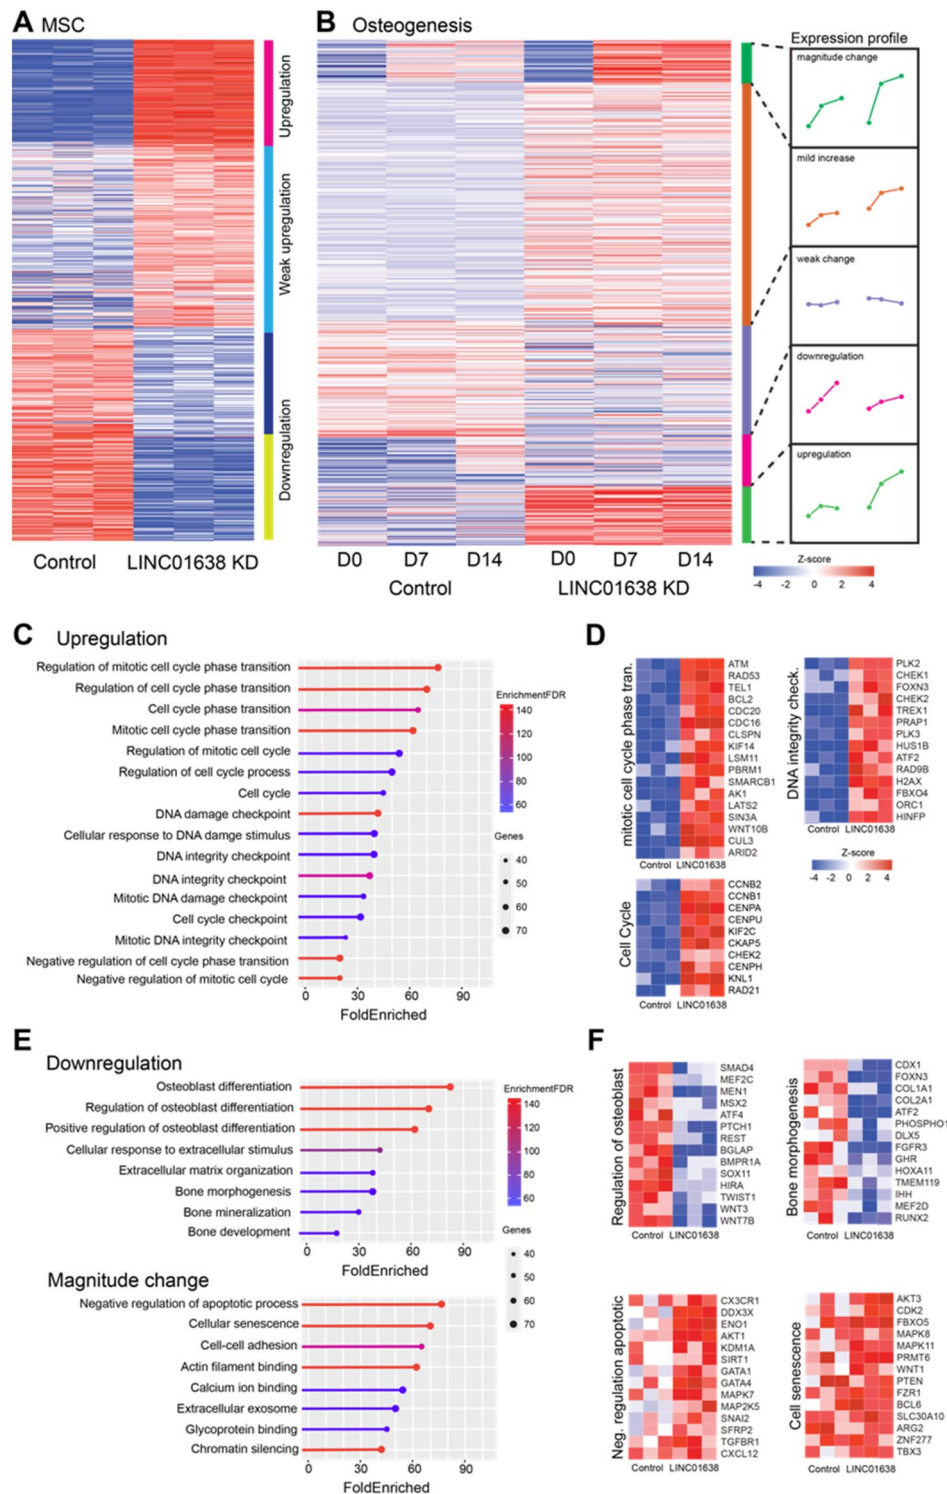 A MSC
B Osteogenesis
Expression profile
Upregulation
Weak upregulation
Downregulation
magnitude change
mild increase
weak change
downregulation
upregulation
Control LINC01638 KD
D0 D7 D14 D0 D7 D14
Control LINC01638 KD
Z-score
-4 -2 0 2 4
C Upregulation
Regulation of mitotic cell cycle phase transition
Regulation of cell cycle phase transition
Cell cycle phase transition
Mitotic cell cycle phase transition
Regulation of mitotic cell cycle
Regulation of cell cycle process
Cell cycle
DNA damage checkpoint
Cellular response to DNA damge stimulus
DNA integrity checkpoint
DNA integrity checkpoint
Mitotic DNA damage checkpoint
Cell cycle checkpoint
Mitotic DNA integrity checkpoint
Negative regulation of cell cycle phase transition
Negative regulation of mitotic cell cycle
0 30 60 90
FoldEnriched
EnrichmentFDR
140
120
100
80
60
Genes
40
50
60
70
D
mitotic cell cycle phase tran.
ATM
RAD53
TEL1
BCL2
CDC20
CDC16
CLSPN
KIF14
LSM11
PBRM1
SMARCB1
AK1
LATS2
SIN3A
WNT10B
CUL3
ARID2
Control LINC01638
DNA integrity check.
PLK2
CHEK1
FOXN3
CHEK2
TREX1
PRAP1
PLK3
HUS1B
ATF2
RAD9B
H2AX
FBXO4
ORC1
HINFP
Control LINC01638
Z-score
-4 -2 0 2 4
Cell Cycle
CCNB2
CCNB1
CENPA
CENPU
KIF2C
CKAP5
CHEK2
CENPH
KNL1
RAD21
Control LINC01638
E
Downregulation
Osteoblast differentiation
Regulation of osteoblast differentiation
Positive regulation of osteoblast differentiation
Cellular response to extracellular stimulus
Extracellular matrix organization
Bone morphogenesis
Bone mineralization
Bone development
0 30 60 90
FoldEnriched
EnrichmentFDR
140
120
100
80
60
Genes
40
50
60
70
Magnitude change
Negative regulation of apoptotic process
Cellular senescence
Cell-cell adhesion
Actin filament binding
Calcium ion binding
Extracellular exosome
Glycoprotein binding
Chromatin silencing
0 30 60 90
FoldEnriched
F
Regulation of osteoblast
SMAD4
MEF2C
MEN1
MSX2
ATF4
PTCH1
REST
BGLAP
BMPR1A
SOX11
HIRA
TWIST1
WNT3
WNT7B
Control LINC01638
Bone morphogenesis
CDX1
FOXN3
COL1A1
COL2A1
ATF2
PHOSPHO1
DLX5
FGFR3
GHR
HOXA11
TMEM119
IHH
MEF2D
RUNX2
Control LINC01638
Neg. regulation apoptotic
CX3CR1
DDX3X
ENO1
AKT1
KDM1A
SIRT1
GATA1
GATA4
MAPK7
MAP2K5
SNAI2
SFRP2
TGFBR1
CXCL12
Control LINC01638
Cell senescence
AKT3
CDK2
FBXO5
MAPK8
MAPK11
PRMT6
WNT1
PTEN
FZR1
BCL6
SLC30A10
ARG2
ZNF277
TBX3
Control LINC01638